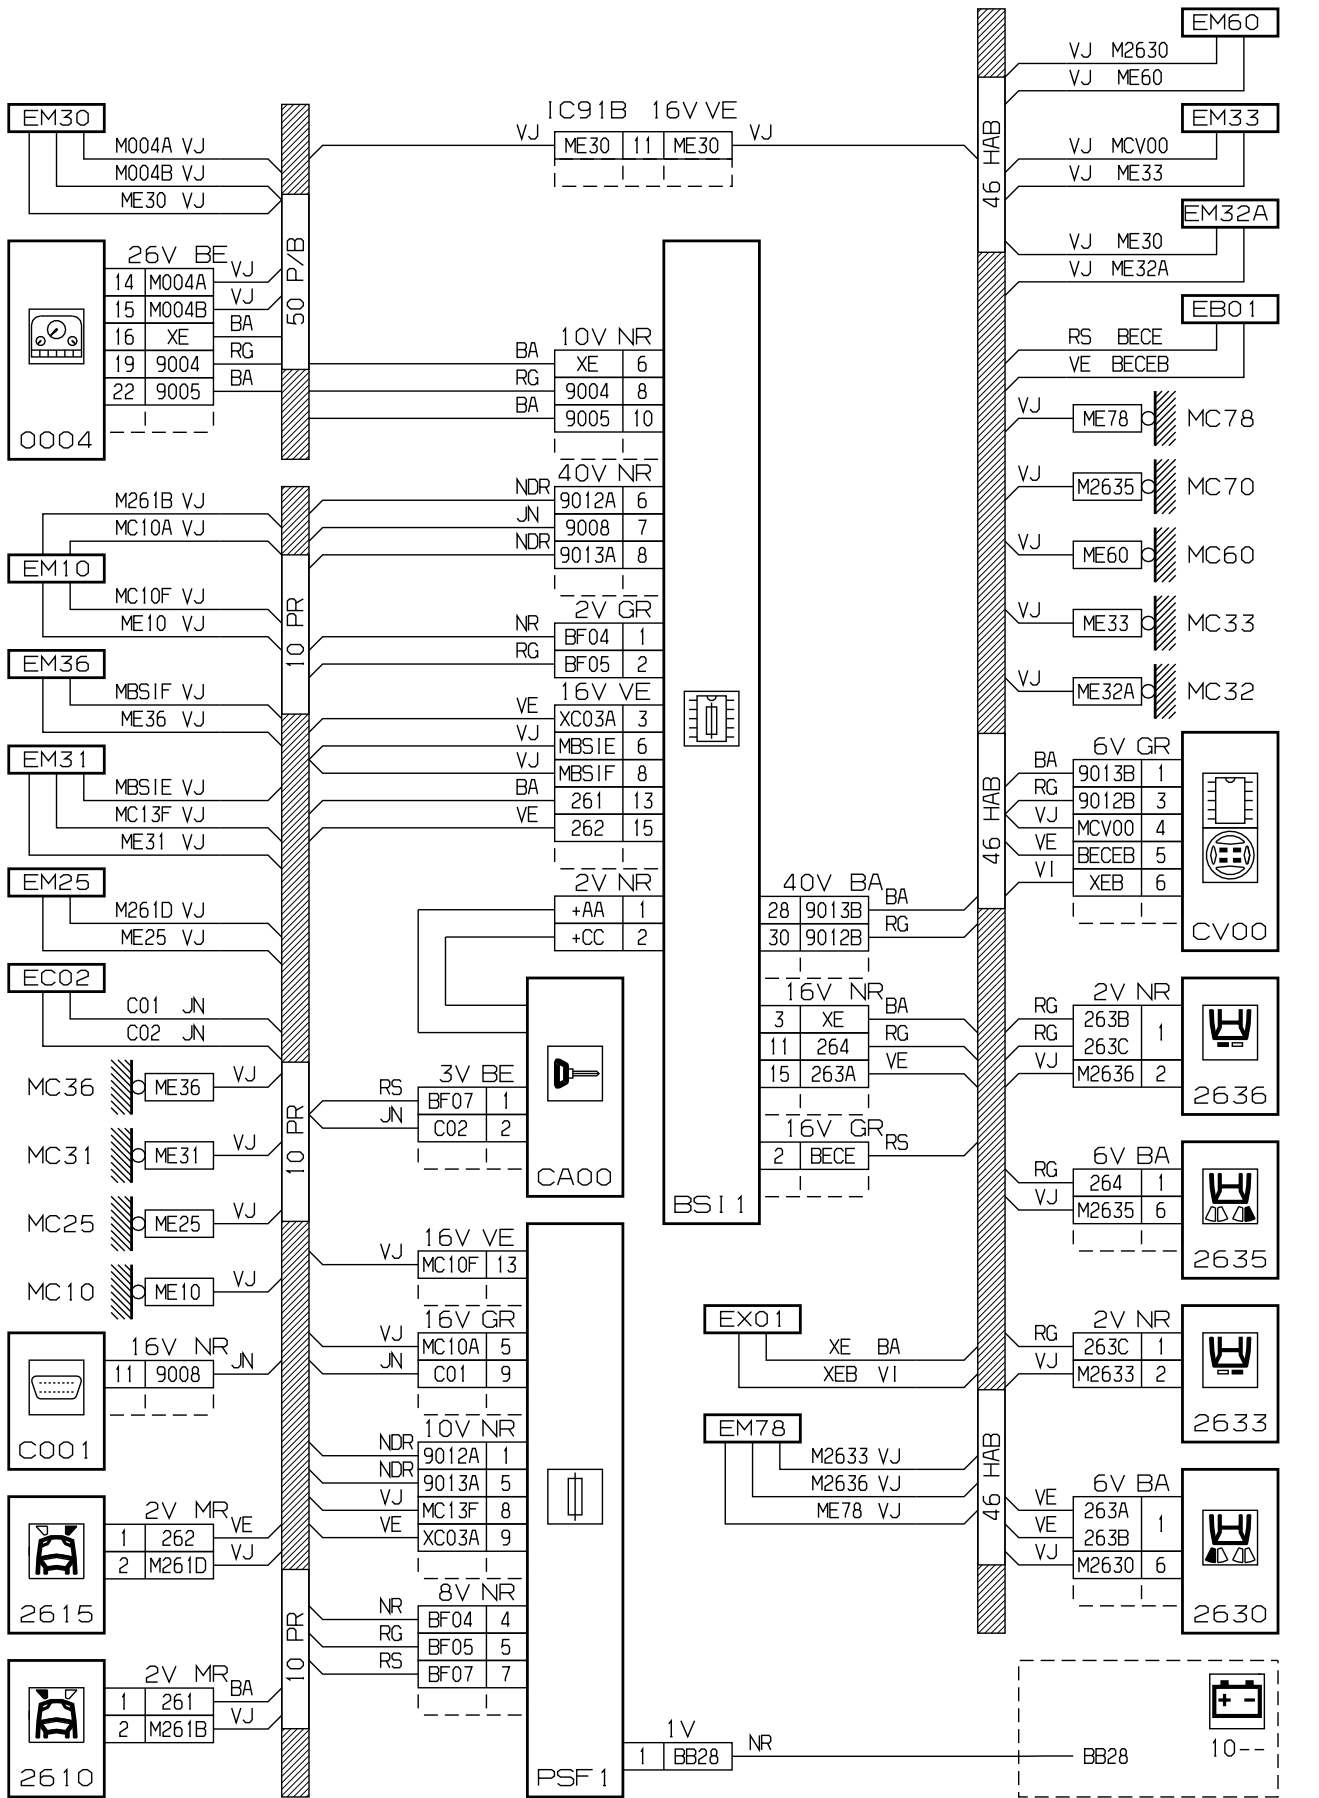 EM60
VJ M2630
VJ ME60
EM30
M004A VJ
M004B VJ
ME30 VJ
IC91B 16V VE
VJ ME30 11 ME30 VJ
46 HAB
EM33
VJ MCV00
VJ ME33
EM32A
VJ ME30
VJ ME32A
EB01
RS BECE
VE BECEB
26V BE
14 M004A VJ
15 M004B VJ
16 XE BA
19 9004 RG
22 9005 BA
0004
50 P/B
10V NR
BA XE 6
RG 9004 8
BA 9005 10
40V NR
NDR 9012A 6
JN 9008 7
NDR 9013A 8
2V GR
NR BF04 1
RG BF05 2
16V VE
VE XC03A 3
VJ MBSIE 6
VJ MBSIF 8
BA 261 13
VE 262 15
2V NR
+AA 1
+CC 2
VJ ME78 MC78
VJ M2635 MC70
VJ ME60 MC60
VJ ME33 MC33
VJ ME32A MC32
M261B VJ
MC10A VJ
EM10
MC10F VJ
ME10 VJ
10 PR
EM36
MBSIF VJ
ME36 VJ
EM31
MBSIE VJ
MC13F VJ
ME31 VJ
EM25
M261D VJ
ME25 VJ
EC02
C01 JN
C02 JN
46 HAB
6V GR
BA 9013B 1
RG 9012B 3
VJ MCV00 4
VE BECEB 5
VI XEB 6
CV00
40V BA
28 9013B BA
30 9012B RG
16V NR
3 XE BA
11 264 RG
15 263A VE
16V GR
2 BECE RS
BSI1
2V NR
RG 263B 1
RG 263C
VJ M2636 2
2636
6V BA
RG 264 1
VJ M2635 6
2635
MC36 ME36 VJ
MC31 ME31 VJ
MC25 ME25 VJ
MC10 ME10 VJ
10 PR
3V BE
RS BF07 1
JN C02 2
CA00
16V VE
VJ MC10F 13
16V GR
VJ MC10A 5
JN C01 9
10V NR
NDR 9012A 1
NDR 9013A 5
VJ MC13F 8
VE XC03A 9
8V NR
NR BF04 4
RG BF05 5
RS BF07 7
PSF1
16V NR
11 9008 JN
C001
2V MR
1 262 VE
2 M261D VJ
2615
10 PR
2V MR
1 261 BA
2 M261B VJ
2610
EX01
XE BA
XEB VI
EM78
M2633 VJ
M2636 VJ
ME78 VJ
46 HAB
2V NR
RG 263C 1
VJ M2633 2
2633
6V BA
VE 263A 1
VE 263B
VJ M2630 6
2630
1V
1 BB28 NR
BB28
+ -
10--